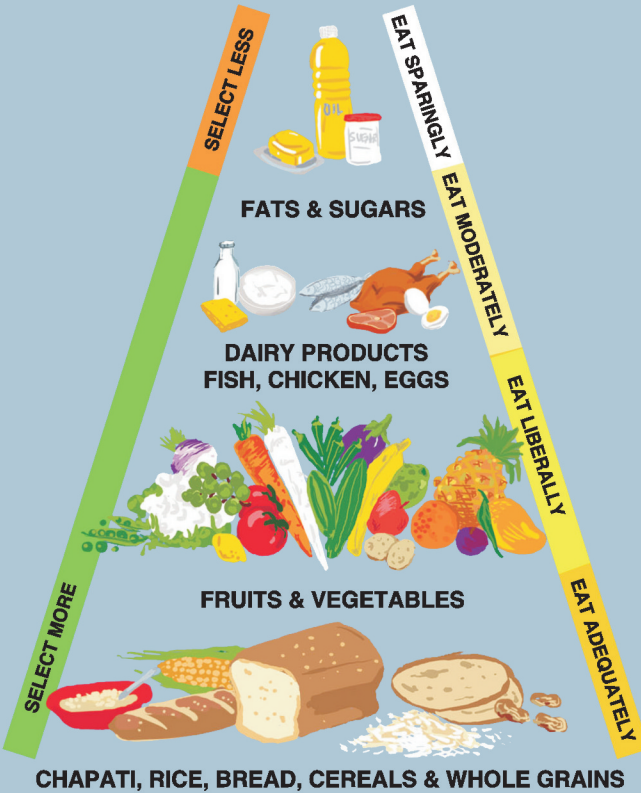 SELECT LESS
EAT SPARINGLY
OIL
SUGAR
FATS & SUGARS
EAT MODERATELY
DAIRY PRODUCTS
FISH, CHICKEN, EGGS
EAT LIBERALLY
FRUITS & VEGETABLES
SELECT MORE
EAT ADEQUATELY
CHAPATI, RICE, BREAD, CEREALS & WHOLE GRAINS